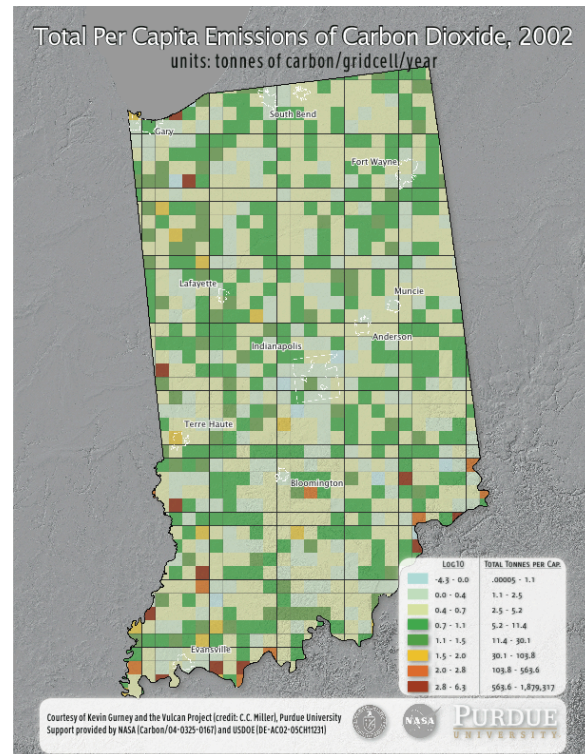 Total Per Capita Emissions of Carbon Dioxide, 2002
units: tonnes of carbon/gridcell/year
South Bend
Gary
Fort Wayne
Lafayette
Muncie
Anderson
Indianapolis
Terre Haute
Bloomington
Evansville
LOG10 TOTAL TONNES PER CAP.
-4.3 - 0.0 .00005 - 1.1
0.0 - 0.4 1.1 - 2.5
0.4 - 0.7 2.5 - 5.2
0.7 - 1.1 5.2 - 11.4
1.1 - 1.5 11.4 - 30.1
1.5 - 2.0 30.1 - 103.8
2.0 - 2.8 103.8 - 563.6
2.8 - 6.3 563.6 - 1,879,317
Courtesy of Kevin Gurney and the Vulcan Project (credit: C.C. Miller), Purdue University
Support provided by NASA (Carbon/04-0325-0167) and USDOE (DE-AC02-05CH11231)
NASA
PURDUE
UNIVERSITY